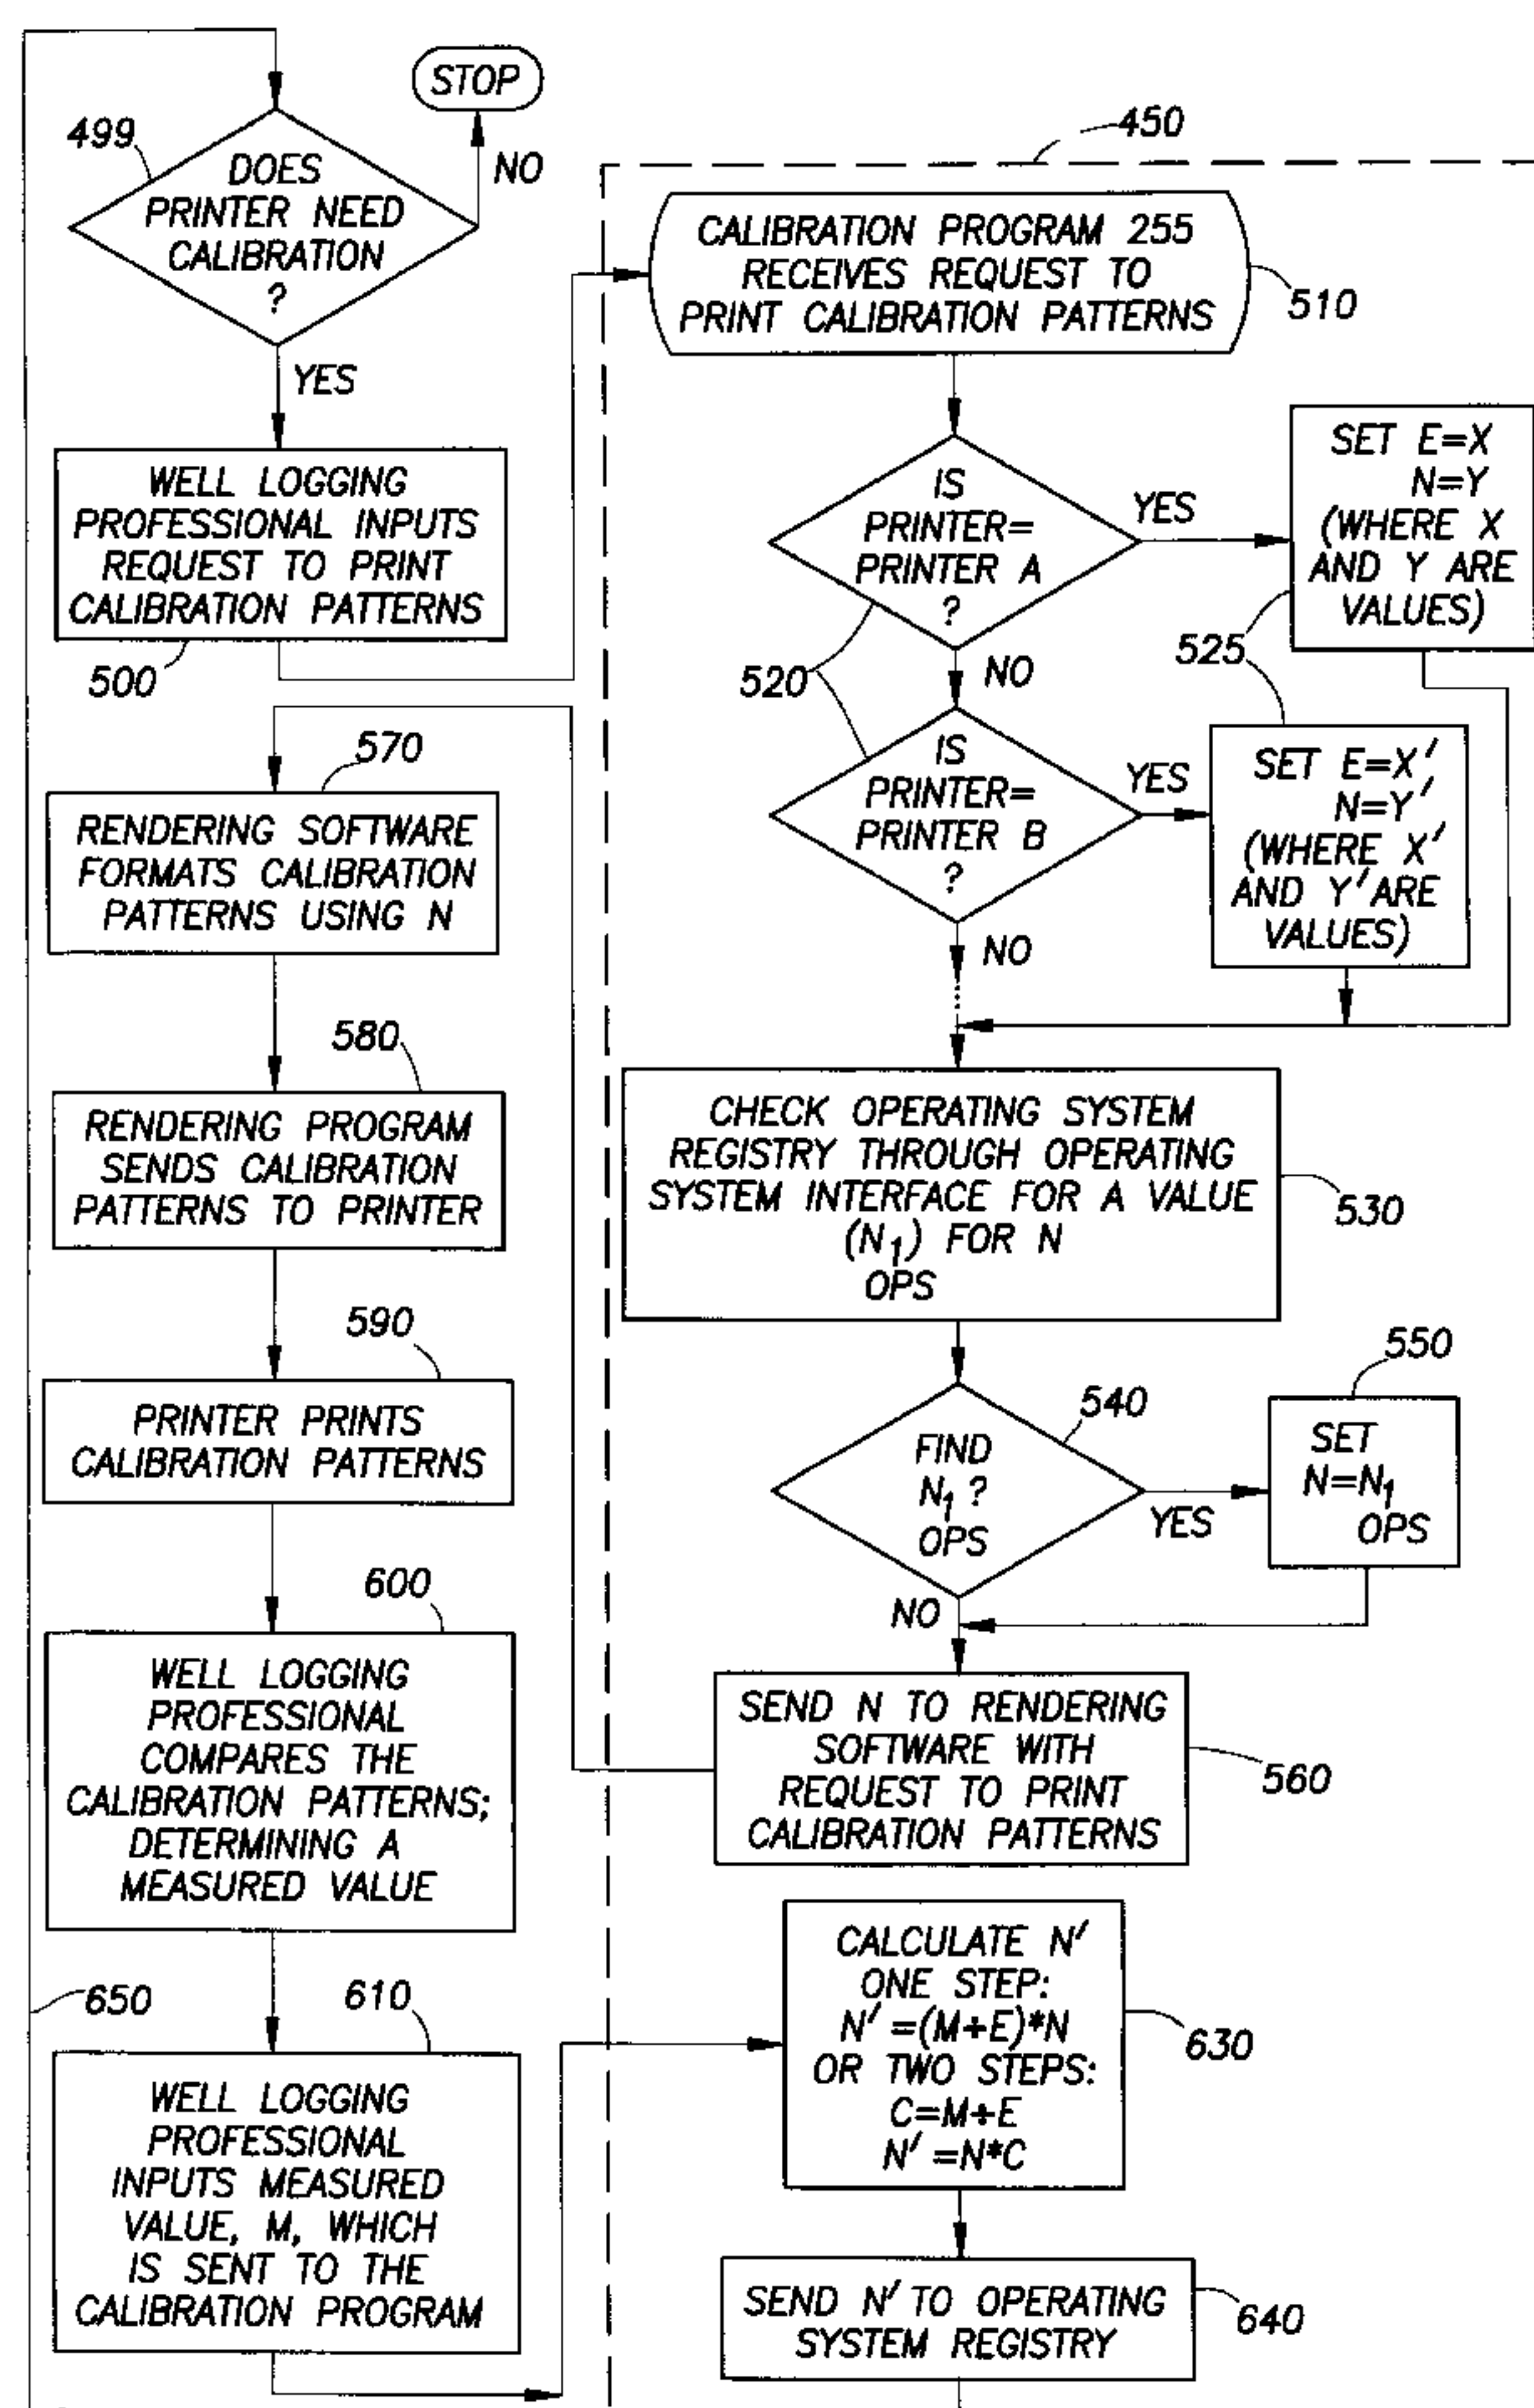 STOP
499
DOES
PRINTER NEED
CALIBRATION
?
NO
YES
WELL LOGGING
PROFESSIONAL INPUTS
REQUEST TO PRINT
CALIBRATION PATTERNS
500
450
CALIBRATION PROGRAM 255
RECEIVES REQUEST TO
PRINT CALIBRATION PATTERNS
510
IS
PRINTER=
PRINTER A
?
YES
SET E=X
N=Y
(WHERE X
AND Y ARE
VALUES)
520
NO
525
IS
PRINTER=
PRINTER B
?
YES
SET E=X'
N=Y'
(WHERE X'
AND Y' ARE
VALUES)
NO
CHECK OPERATING SYSTEM
REGISTRY THROUGH OPERATING
SYSTEM INTERFACE FOR A VALUE
(N1) FOR N
OPS
530
FIND
N1 ?
OPS
540
YES
550
SET
N=N1
OPS
NO
SEND N TO RENDERING
SOFTWARE WITH
REQUEST TO PRINT
CALIBRATION PATTERNS
560
570
RENDERING SOFTWARE
FORMATS CALIBRATION
PATTERNS USING N
580
RENDERING PROGRAM
SENDS CALIBRATION
PATTERNS TO PRINTER
590
PRINTER PRINTS
CALIBRATION PATTERNS
600
WELL LOGGING
PROFESSIONAL
COMPARES THE
CALIBRATION PATTERNS;
DETERMINING A
MEASURED VALUE
650
610
WELL LOGGING
PROFESSIONAL
INPUTS MEASURED
VALUE, M, WHICH
IS SENT TO THE
CALIBRATION PROGRAM
CALCULATE N'
ONE STEP:
N' =(M÷E)*N
OR TWO STEPS:
C=M÷E
N' =N*C
630
SEND N' TO OPERATING
SYSTEM REGISTRY
640